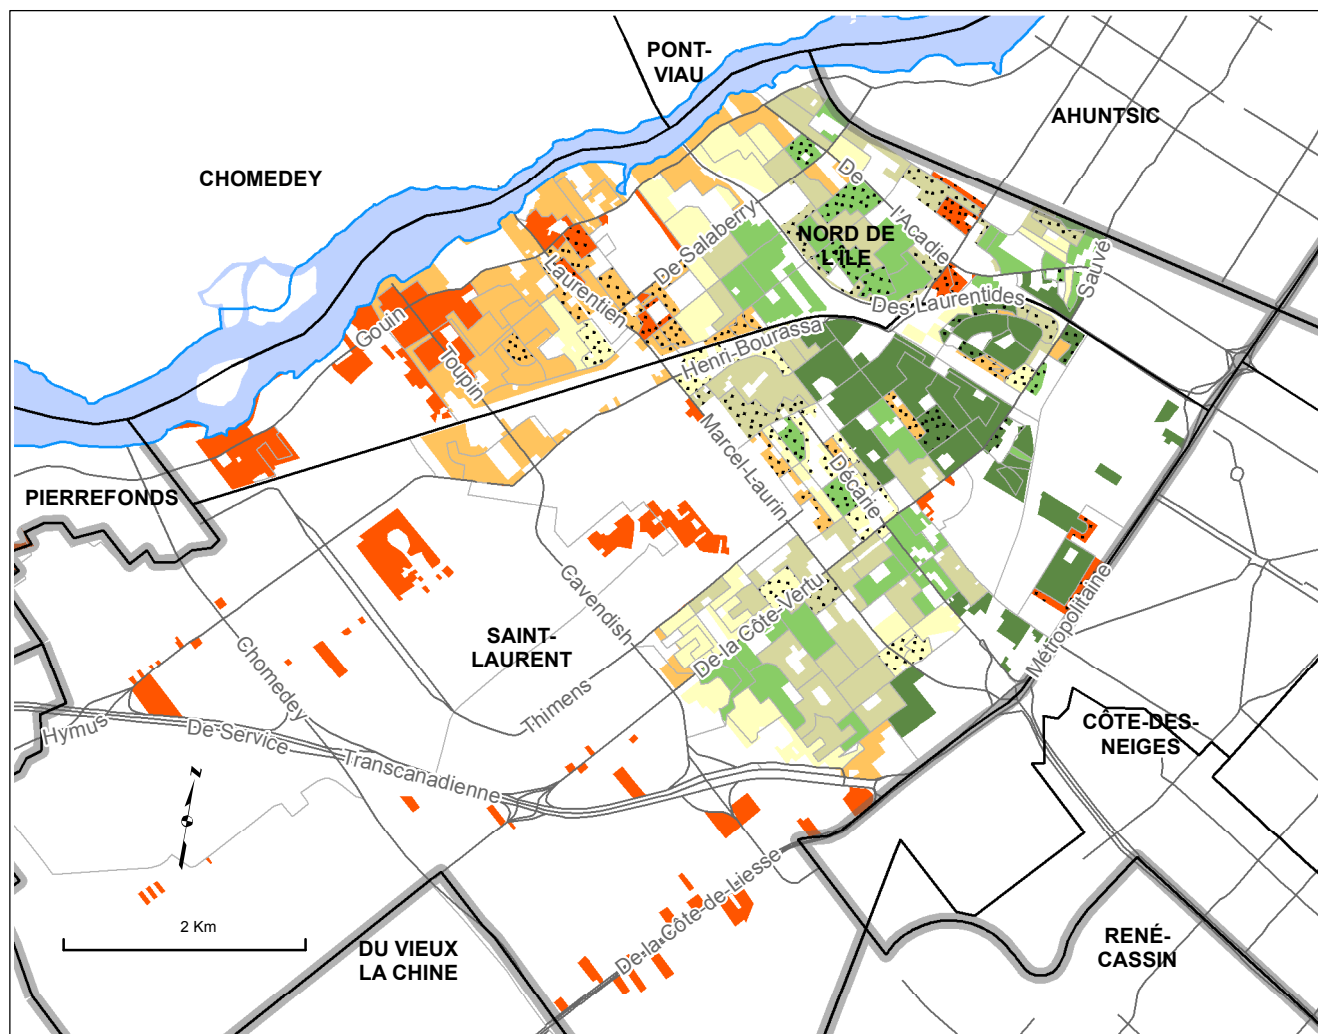 PONT-
VIAU
AHUNTSIC
CHOMEDEY
De
l'Acadie
NORD DE
L'ÎLE
Sauvé
De Salaberry
Laurentien
Des Laurentides
Gouin
Toupin
Henri-Bourassa
Marcel-Laurin
Décarie
PIERREFONDS
Cavendish
De la Côte-Vertu
Métropolitaine
SAINT-
LAURENT
Chomedey
Thimens
Hymus
De Service
Transcanadienne
CÔTE-DES-
NEIGES
N
De la Côte-de-Liesse
2 Km
DU VIEUX
LA CHINE
RENÉ-
CASSIN